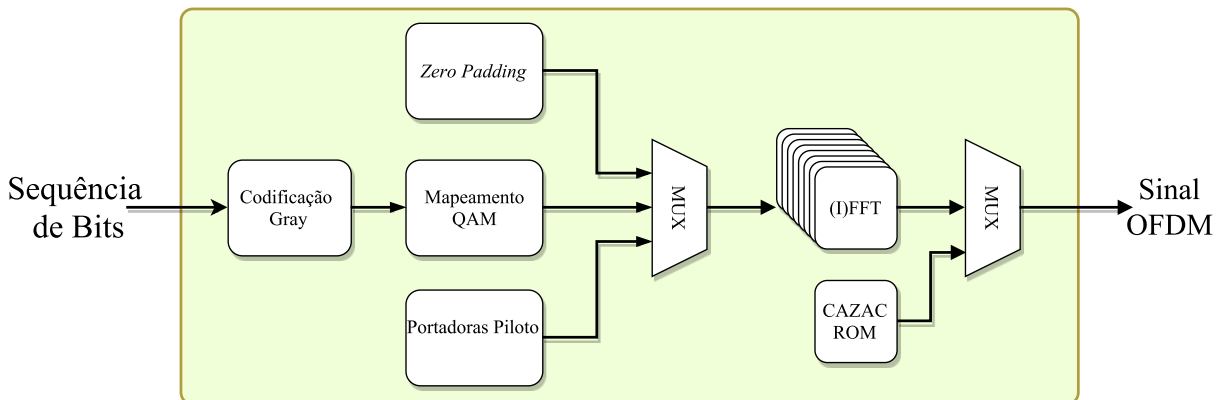 Zero Padding
Sequência
de Bits
Codificação
Gray
Mapeamento
QAM
MUX
(I)FFT
MUX
Sinal
OFDM
Portadoras Piloto
CAZAC
ROM